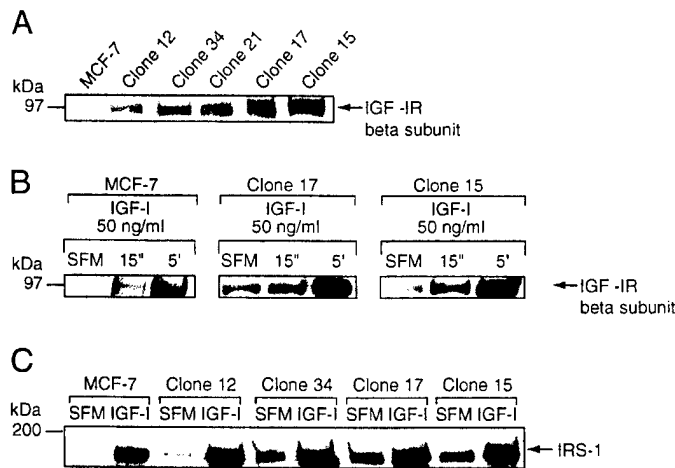 A
MCF-7 Clone 12 Clone 34 Clone 21 Clone 17 Clone 15
kDa
97
IGF -IR
beta subunit
B
MCF-7 Clone 17 Clone 15
IGF-I IGF-I IGF-I
50 ng/ml 50 ng/ml 50 ng/ml
SFM 15" 5' SFM 15" 5' SFM 15" 5'
kDa
97
IGF -IR
beta subunit
C
MCF-7 Clone 12 Clone 34 Clone 17 Clone 15
kDa SFM IGF-I SFM IGF-I SFM IGF-I SFM IGF-I SFM IGF-I
200
IRS-1